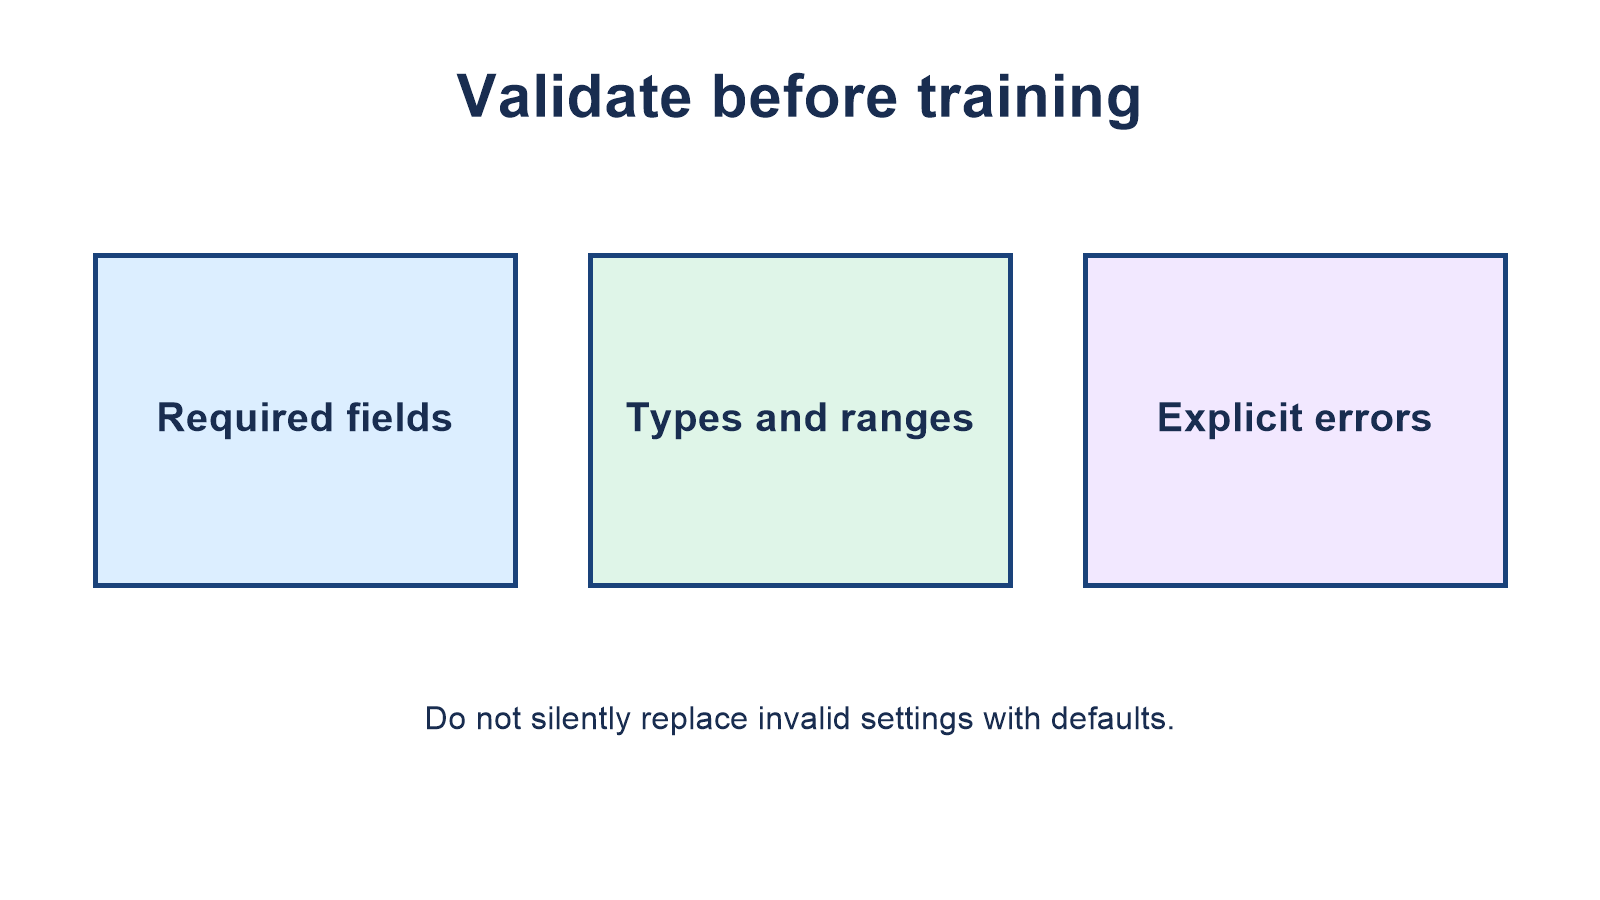 Validate before training
Required fields
Types and ranges
Explicit errors
Do not silently replace invalid settings with defaults.